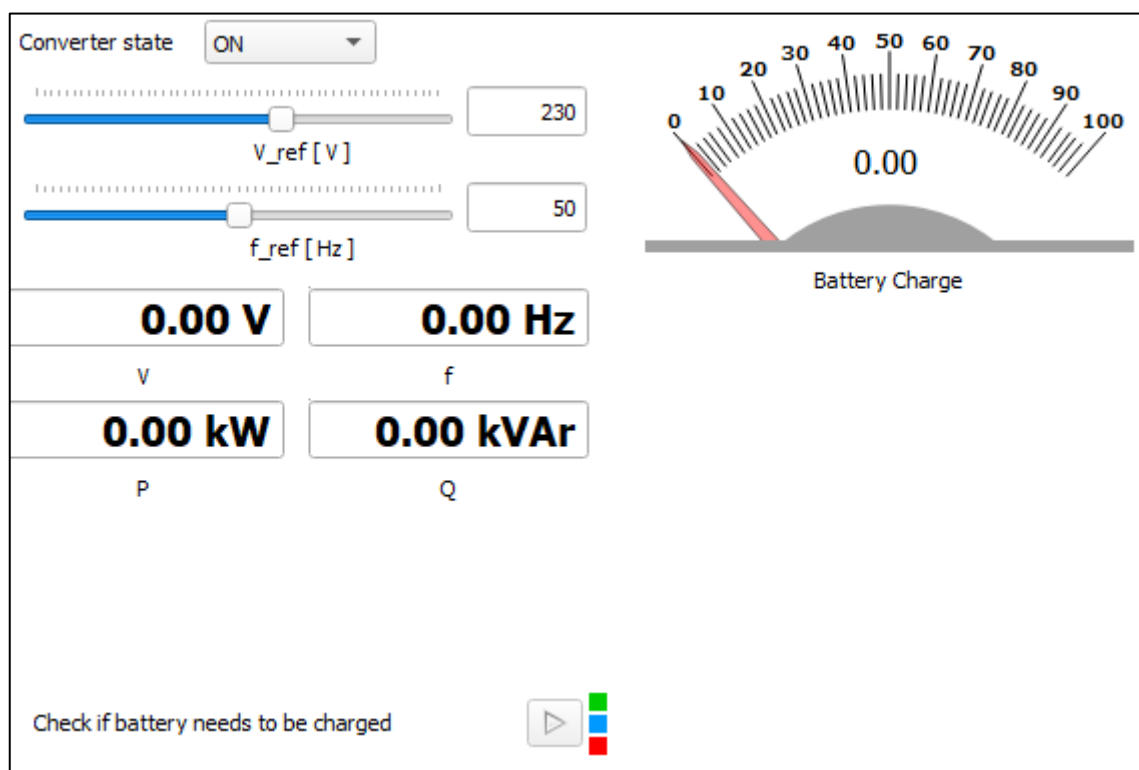 Converter state ON
230
V_ref [ V ]
50
f_ref [ Hz ]
0.00 V 0.00 Hz
V f
0.00 kW 0.00 kVAr
P Q
Check if battery needs to be charged
0 10 20 30 40 50 60 70 80 90 100
0.00
Battery Charge